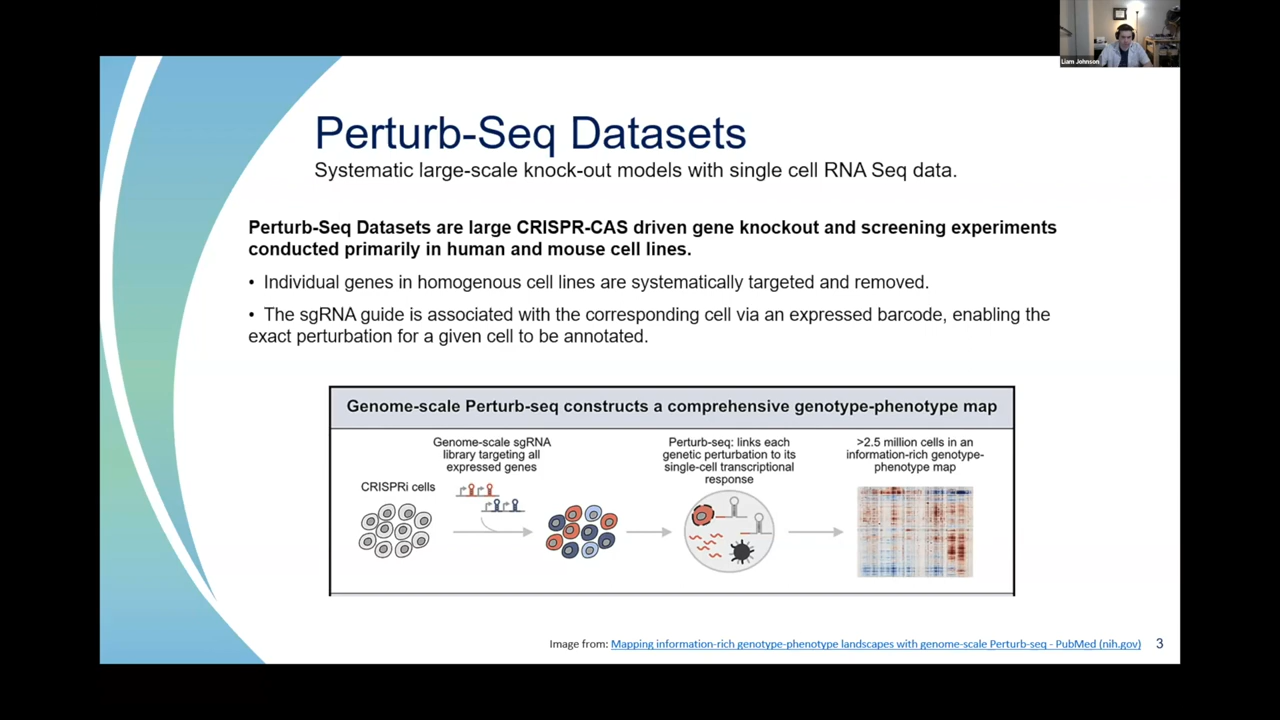 Liam Johnson
Perturb-Seq Datasets
Systematic large-scale knock-out models with single cell RNA Seq data.
Perturb-Seq Datasets are large CRISPR-CAS driven gene knockout and screening experiments
conducted primarily in human and mouse cell lines.
• Individual genes in homogenous cell lines are systematically targeted and removed.
• The sgRNA guide is associated with the corresponding cell via an expressed barcode, enabling the
exact perturbation for a given cell to be annotated.
Genome-scale Perturb-seq constructs a comprehensive genotype-phenotype map
CRISPRi cells
Genome-scale sgRNA
library targeting all
expressed genes
Perturb-seq: links each
genetic perturbation to its
single-cell transcriptional
response
>2.5 million cells in an
information-rich genotype-
phenotype map
Image from: Mapping information-rich genotype-phenotype landscapes with genome-scale Perturb-seq - PubMed (nih.gov)
3